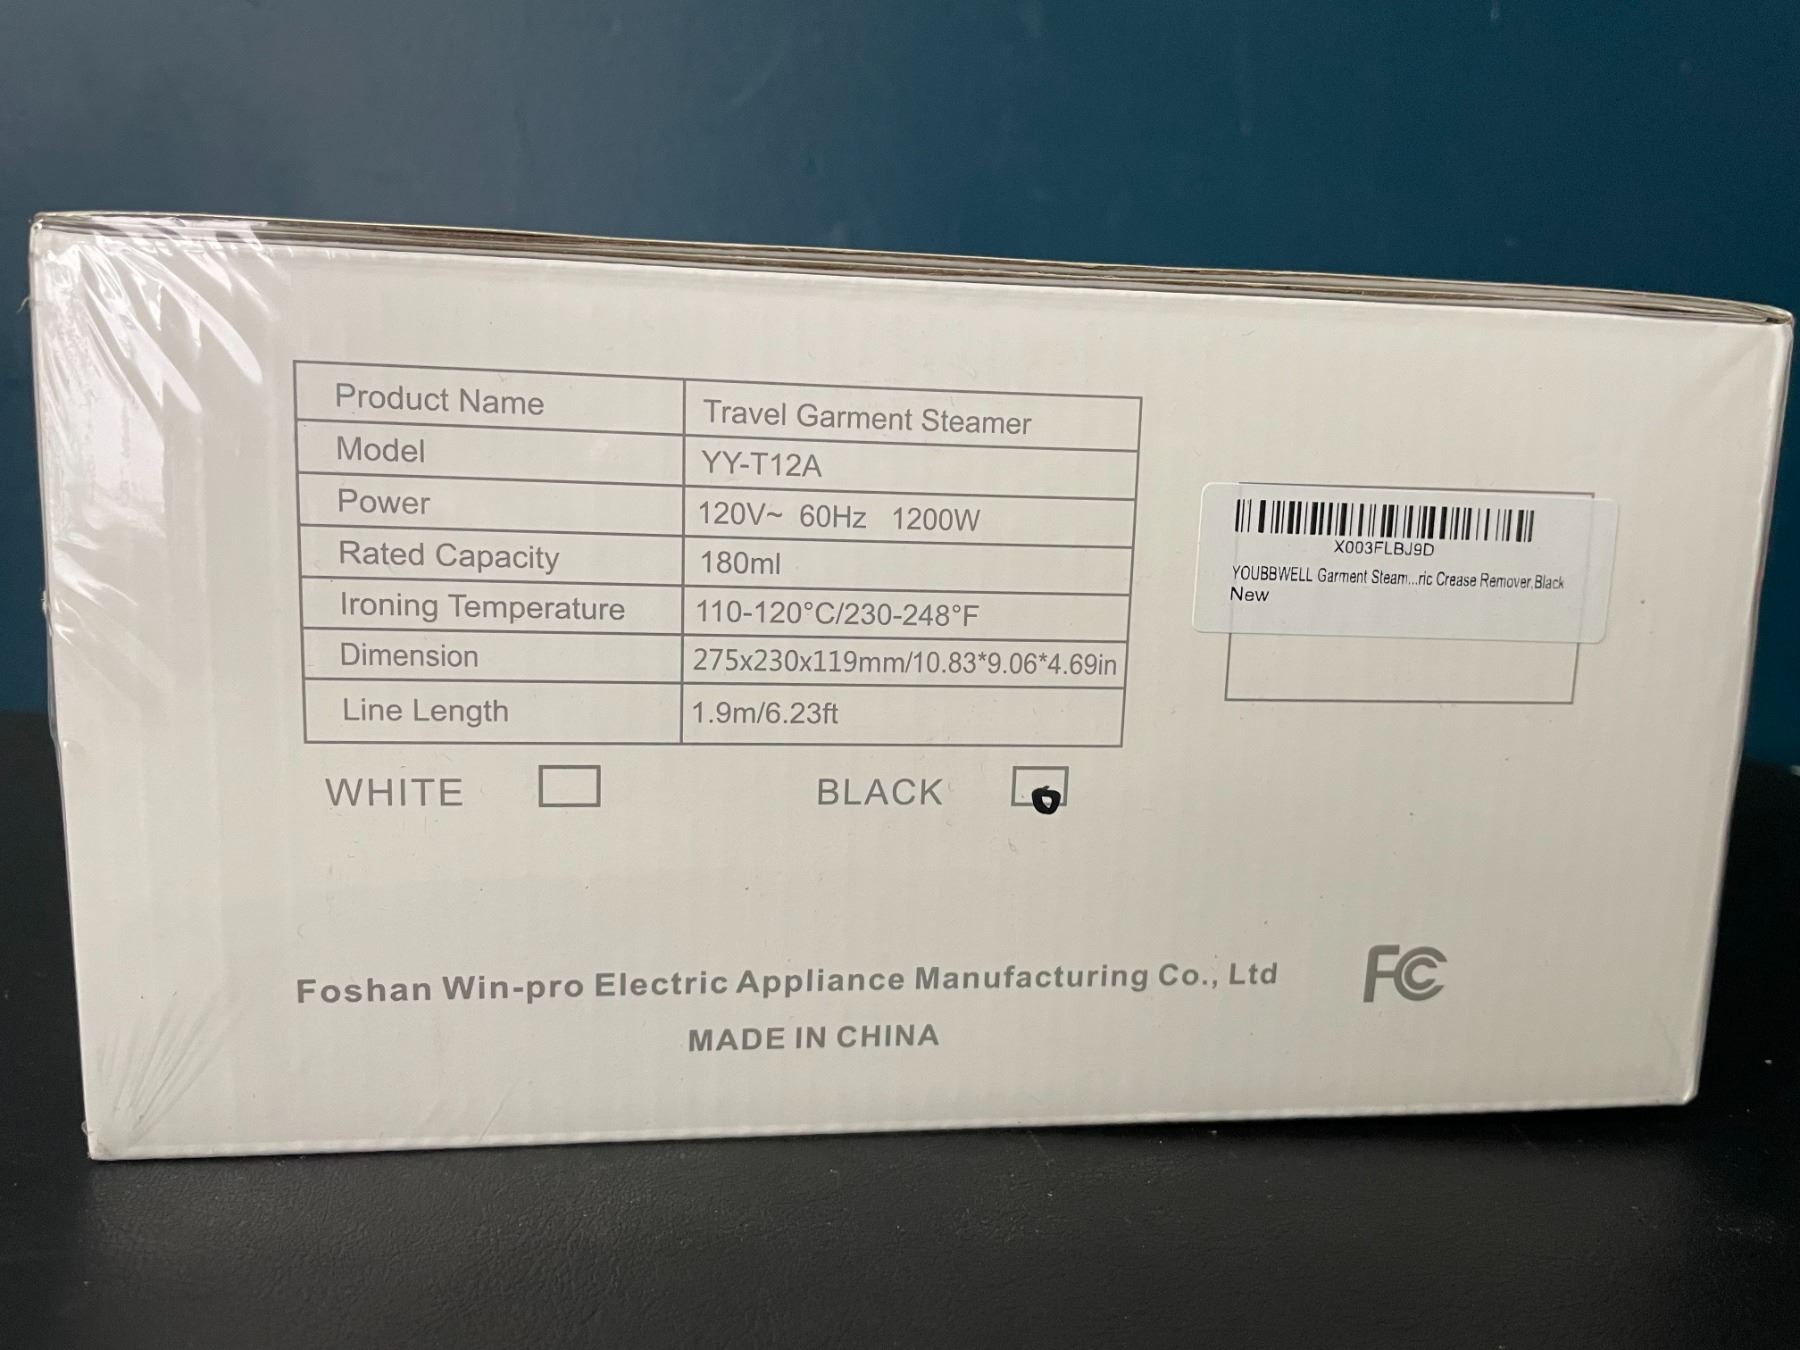 Product Name Travel Garment Steamer
Model YY-T12A
Power 120V~ 60Hz 1200W
Rated Capacity 180ml
Ironing Temperature 110-120°C/230-248°F
Dimension 275x230x119mm/10.83*9.06*4.69in
Line Length 1.9m/6.23ft
WHITE BLACK
X003FLBJ9D
YOUBBWELL Garment Steam...ric Crease Remover,Black
New
Foshan Win-pro Electric Appliance Manufacturing Co., Ltd
FC
MADE IN CHINA